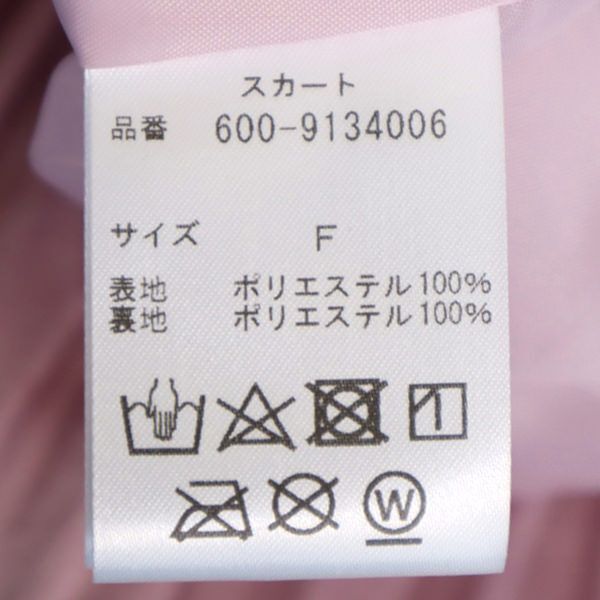 スカート
品番 600-9134006
サイズ F
表地 ポリエステル100%
裏地 ポリエステル100%
W